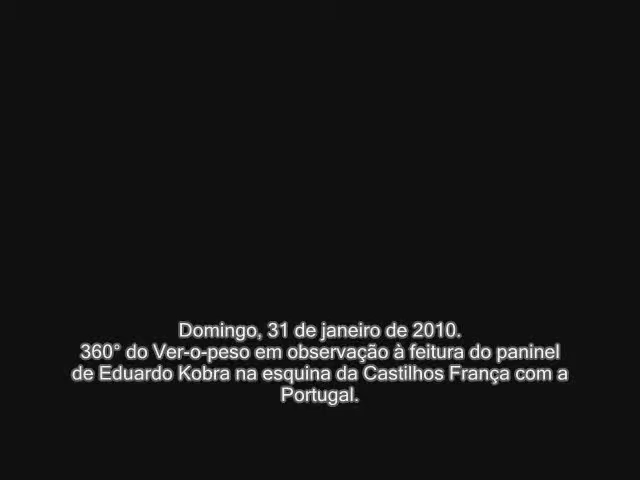 Domingo, 31 de janeiro de 2010.
360° do Ver-o-peso em observação à feitura do paninel
de Eduardo Kobra na esquina da Castilhos França com a
Portugal.